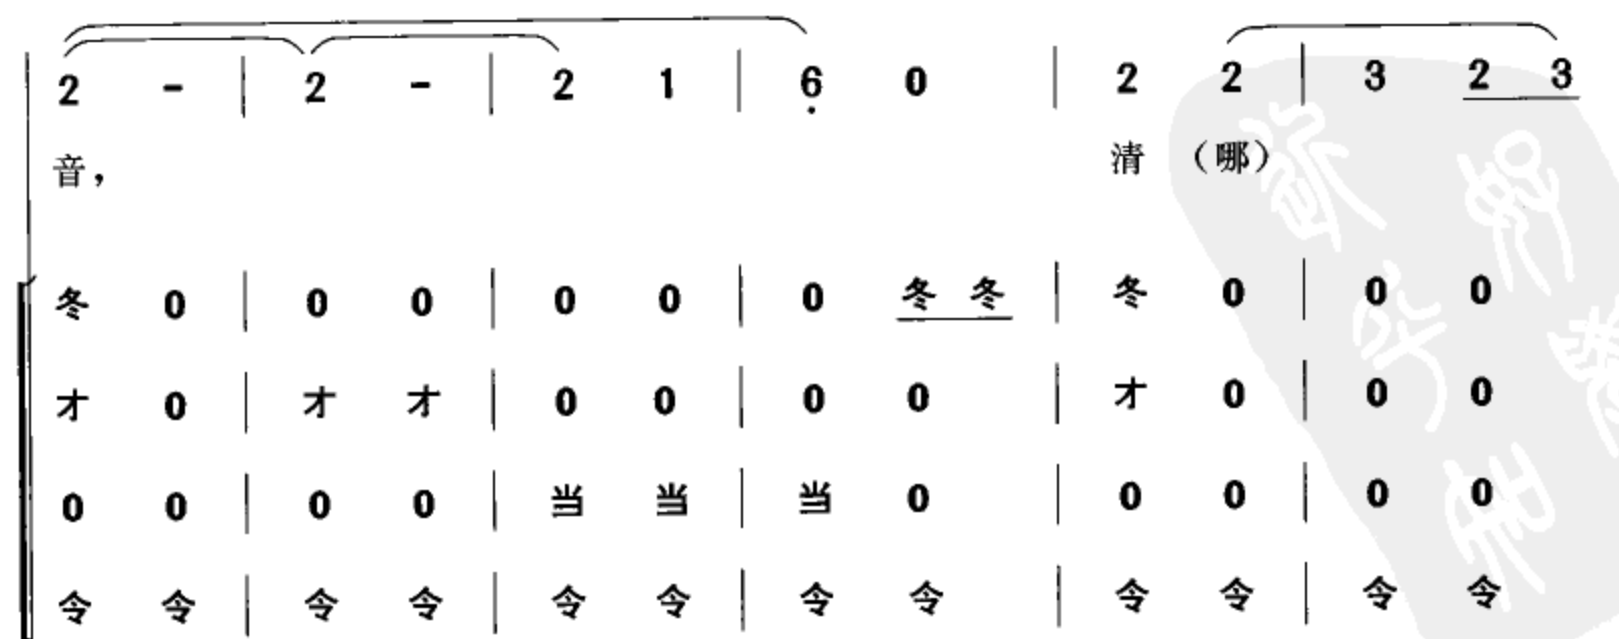 2 - | 2 - | 2 1 | 6̣ 0 | 2 2 | 3 2 3
音， 清 （哪）
冬 0 | 0 0 | 0 0 | 0 冬 冬 | 冬 0 | 0 0
才 0 | 才 才 | 0 0 | 0 0 | 才 0 | 0 0
0 0 | 0 0 | 当 当 | 当 0 | 0 0 | 0 0
令 令 | 令 令 | 令 令 | 令 令 | 令 令 | 令 令